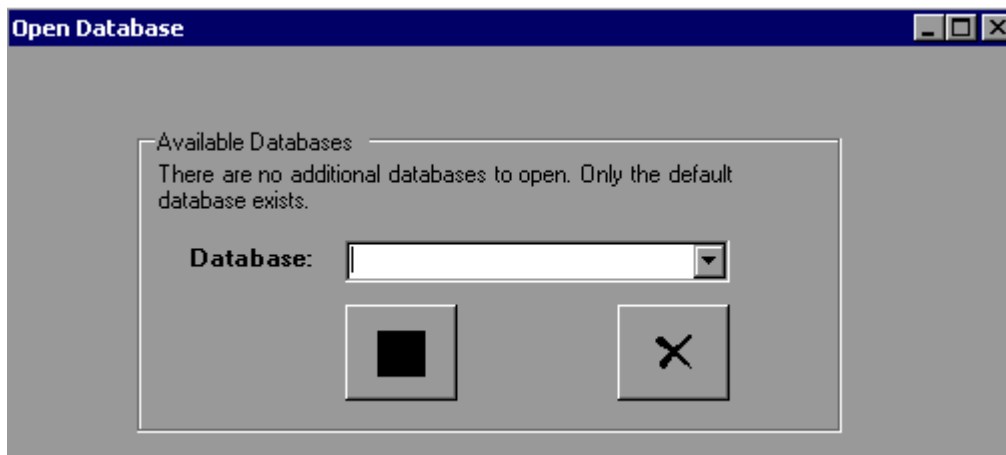 Open Database
Available Databases
There are no additional databases to open. Only the default
database exists.
Database: